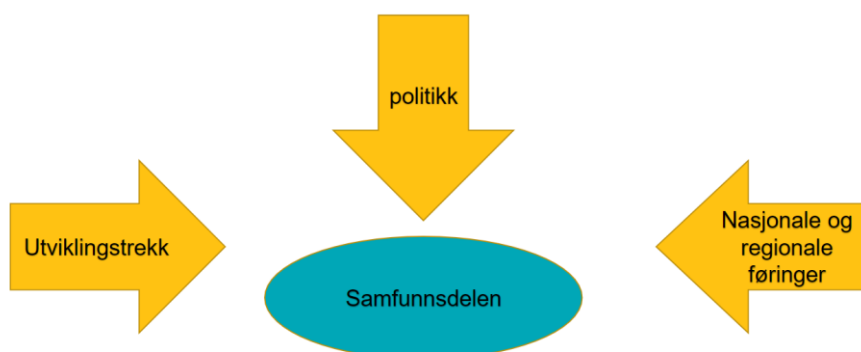 politikk
Utviklingstrekk
Nasjonale og
regionale
føringer
Samfunnsdelen